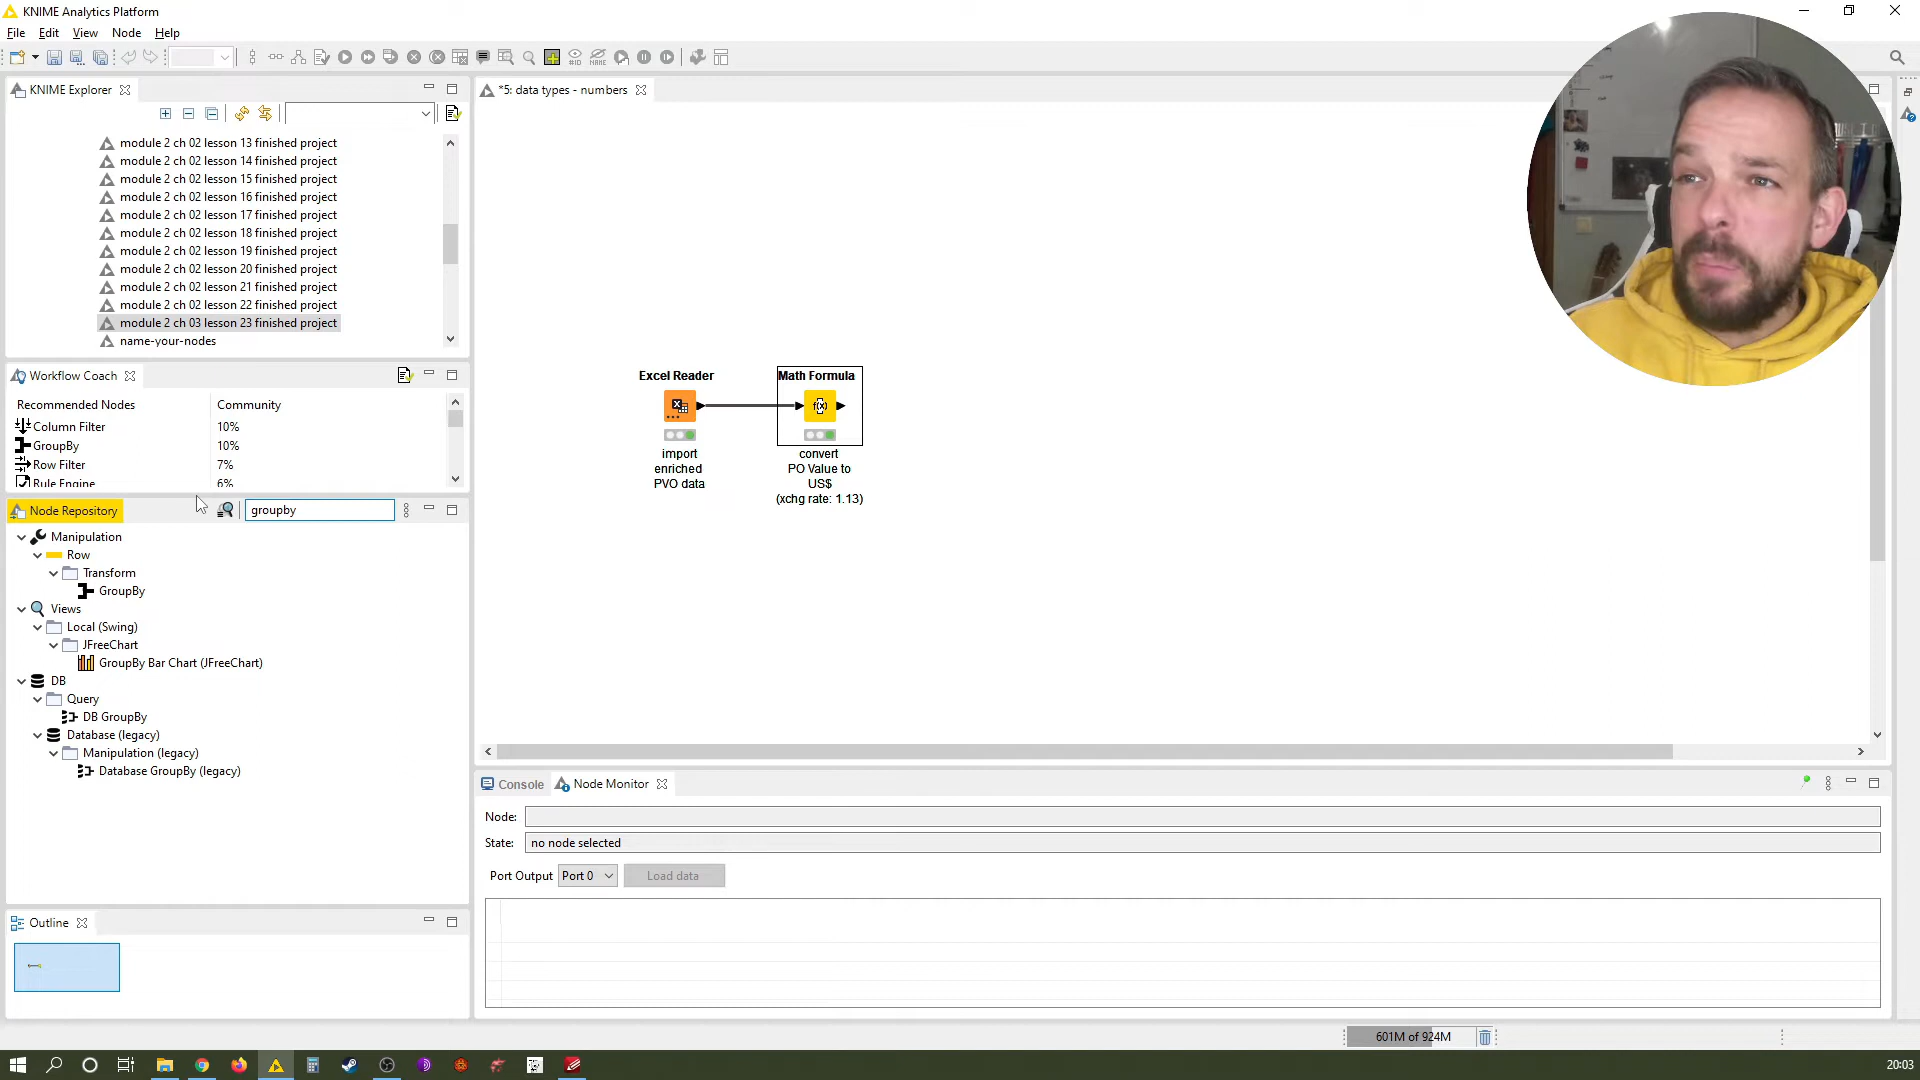 KNIME Analytics Platform
File Edit View Node Help
KNIME Explorer
module 2 ch 02 lesson 13 finished project
module 2 ch 02 lesson 14 finished project
module 2 ch 02 lesson 15 finished project
module 2 ch 02 lesson 16 finished project
module 2 ch 02 lesson 17 finished project
module 2 ch 02 lesson 18 finished project
module 2 ch 02 lesson 19 finished project
module 2 ch 02 lesson 20 finished project
module 2 ch 02 lesson 21 finished project
module 2 ch 02 lesson 22 finished project
module 2 ch 03 lesson 23 finished project
name-your-nodes
Workflow Coach
Recommended Nodes Community
Column Filter 10%
GroupBy 10%
Row Filter 7%
Rule Engine 6%
Node Repository groupby
Manipulation
Row
Transform
GroupBy
Views
Local (Swing)
JFreeChart
GroupBy Bar Chart (JFreeChart)
DB
Query
DB GroupBy
Database (legacy)
Manipulation (legacy)
Database GroupBy (legacy)
Outline
*5: data types - numbers
Excel Reader
import
enriched
PVO data
Math Formula
f(x)
convert
PO Value to
US$
(xchg rate: 1.13)
Console Node Monitor
Node:
State: no node selected
Port Output Port 0 Load data
601M of 924M
20:03